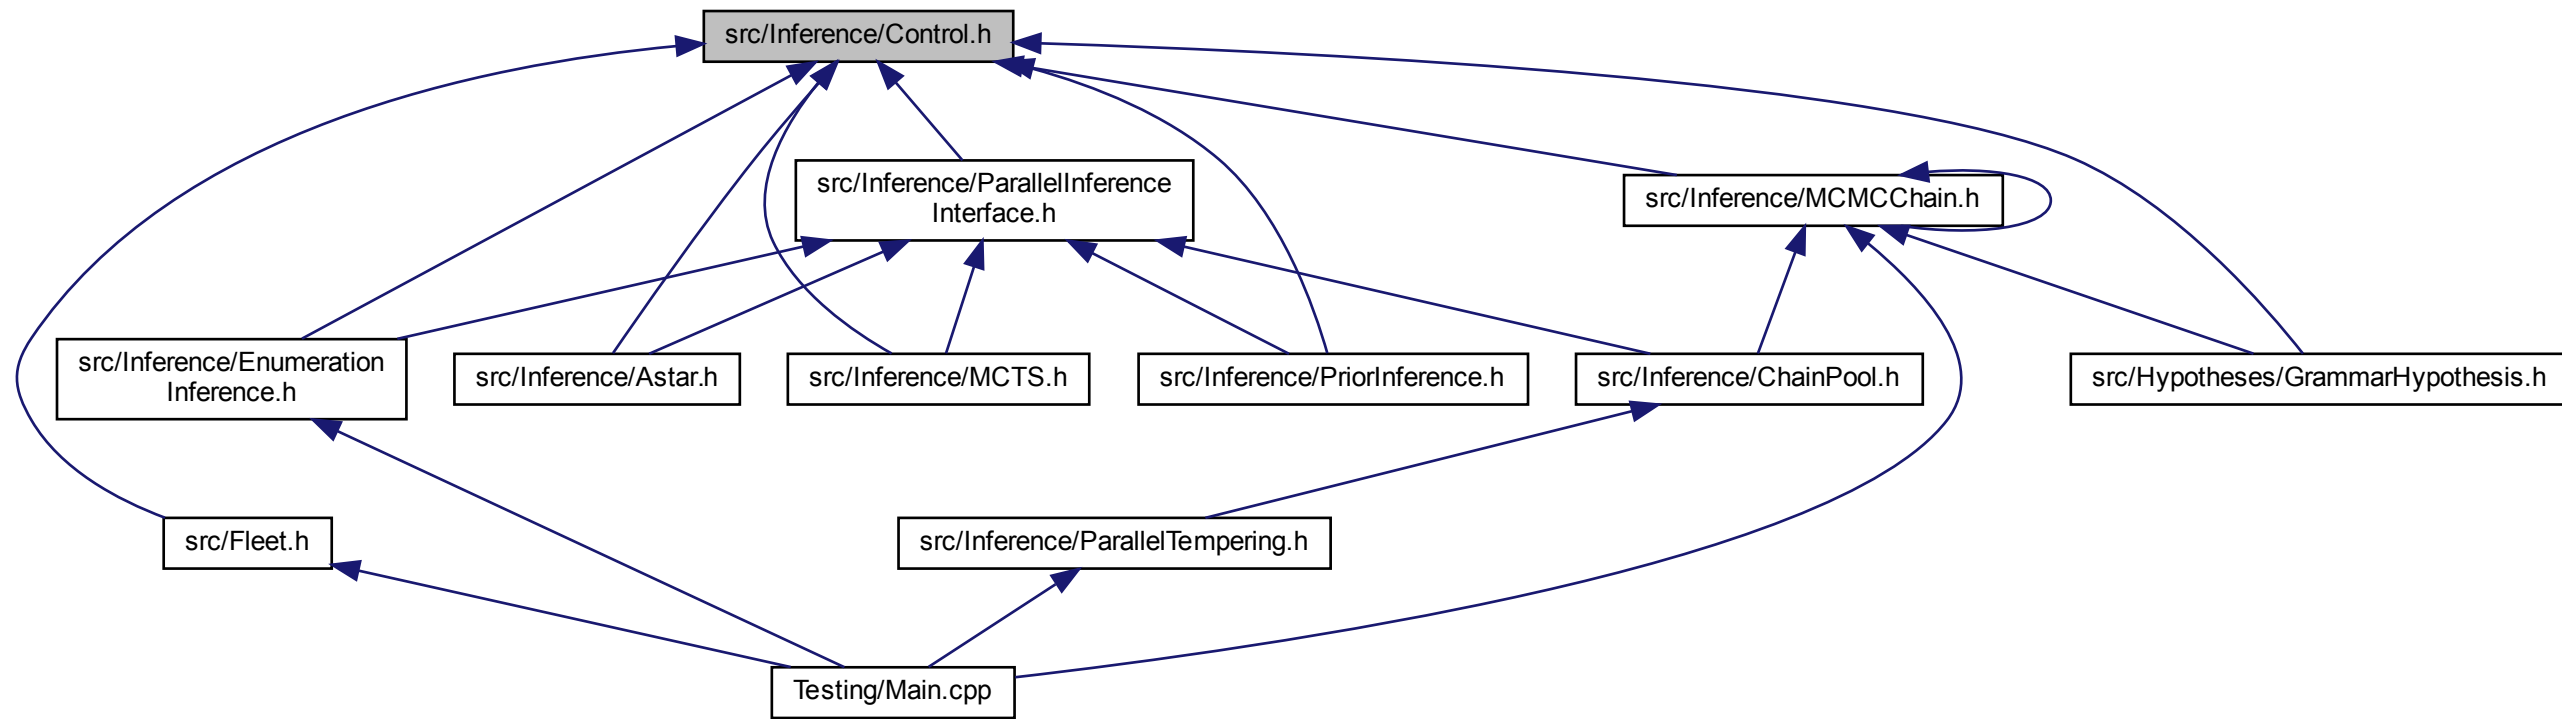 src/Inference/Control.h
src/Inference/ParallelInference
Interface.h
src/Inference/MCMCChain.h
src/Inference/Enumeration
Inference.h
src/Inference/Astar.h
src/Inference/MCTS.h
src/Inference/PriorInference.h
src/Inference/ChainPool.h
src/Hypotheses/GrammarHypothesis.h
src/Fleet.h
src/Inference/ParallelTempering.h
Testing/Main.cpp